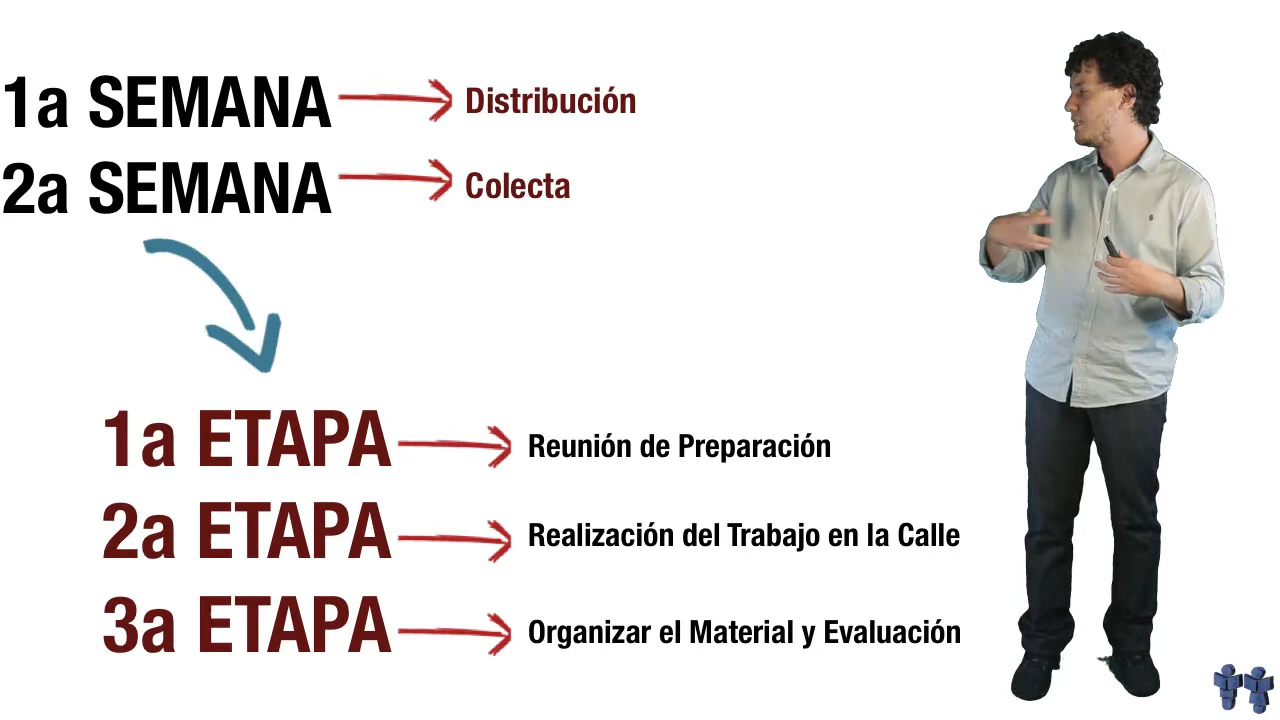 1a SEMANA Distribución
2a SEMANA Colecta
1a ETAPA Reunión de Preparación
2a ETAPA Realización del Trabajo en la Calle
3a ETAPA Organizar el Material y Evaluación